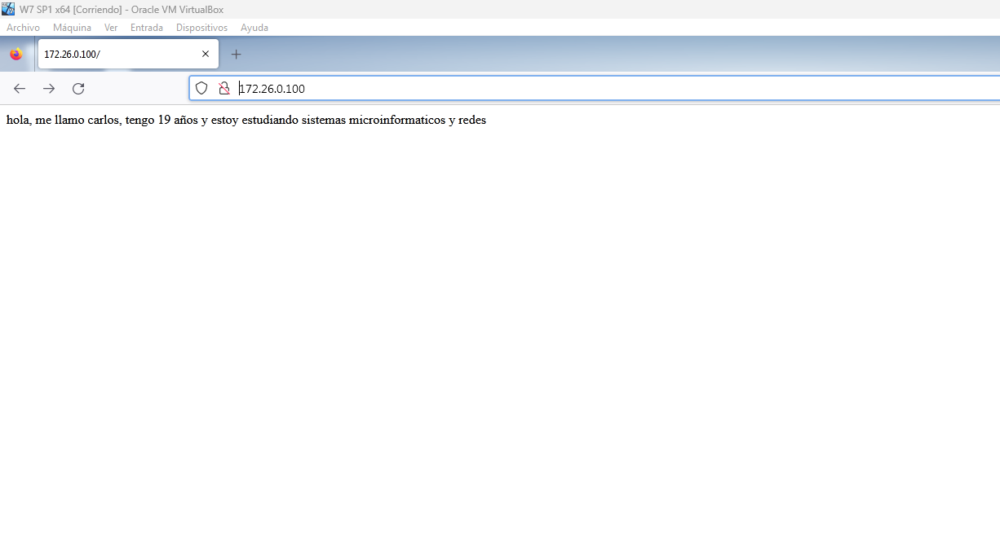 W7 SP1 x64 [Corriendo] - Oracle VM VirtualBox
Archivo Máquina Ver Entrada Dispositivos Ayuda
172.26.0.100/
172.26.0.100
hola, me llamo carlos, tengo 19 años y estoy estudiando sistemas microinformaticos y redes